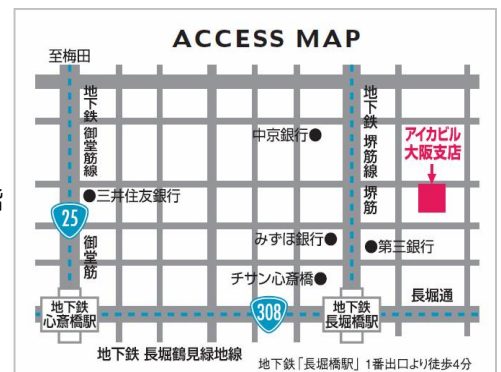 ACCESS MAP
至梅田
地下鉄 御堂筋線
地下鉄 堺筋線
中京銀行
アイカビル
大阪支店
三井住友銀行
堺筋
25
御堂筋
みずほ銀行
第三銀行
チサン心斎橋
長堀通
地下鉄
心斎橋駅
308
地下鉄
長堀橋駅
地下鉄 長堀鶴見緑地線
地下鉄「長堀橋駅」1番出口より徒歩4分